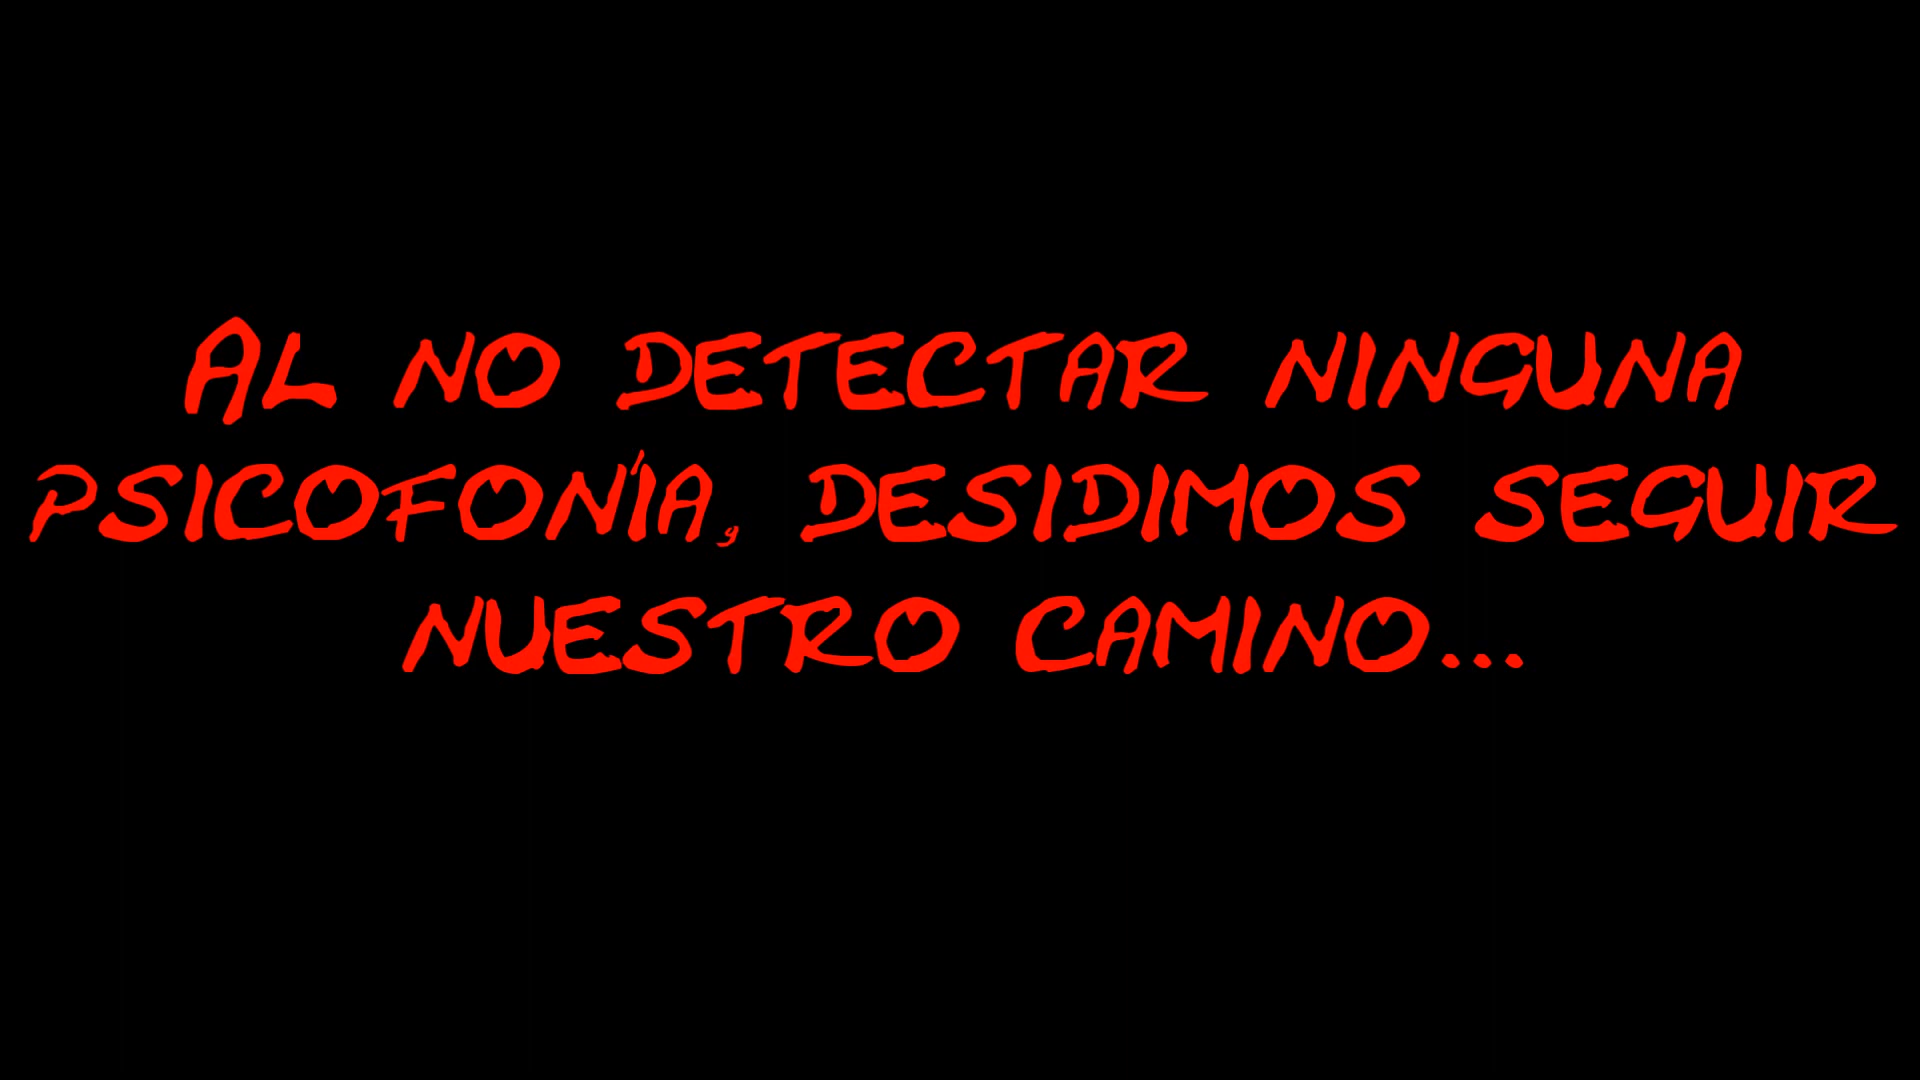 Al no detectar ninguna
psicofonía, desidimos seguir
nuestro camino...